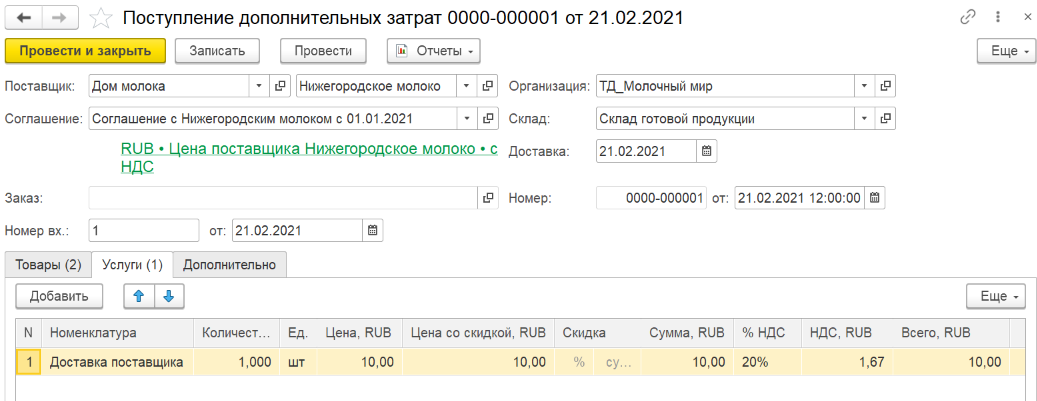 Поступление дополнительных затрат 0000-000001 от 21.02.2021
Провести и закрыть Записать Провести Отчеты Еще
Поставщик: Дом молока Нижегородское молоко Организация: ТД_Молочный мир
Соглашение: Соглашение с Нижегородским молоком с 01.01.2021 Склад: Склад готовой продукции
RUB • Цена поставщика Нижегородское молоко • с Доставка: 21.02.2021
НДС
Заказ: Номер: 0000-000001 от: 21.02.2021 12:00:00
Номер вх.: 1 от: 21.02.2021
Товары (2) Услуги (1) Дополнительно
Добавить Еще
N Номенклатура Количест... Ед. Цена, RUB Цена со скидкой, RUB Скидка Сумма, RUB % НДС НДС, RUB Всего, RUB
1 Доставка поставщика 1,000 шт 10,00 10,00 % су... 10,00 20% 1,67 10,00